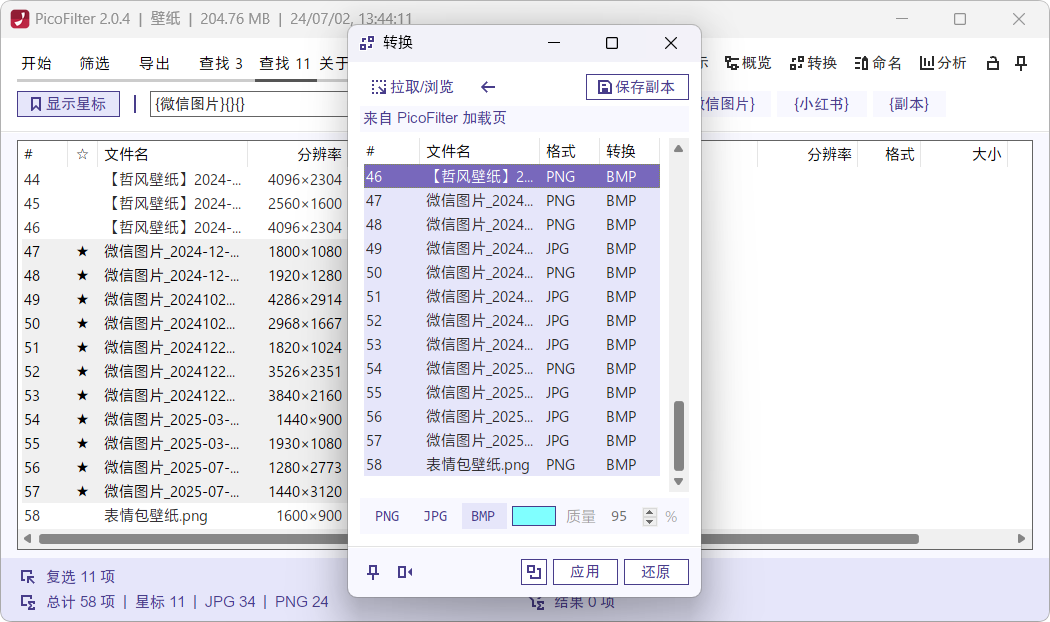 PicoFilter 2.0.4 | 壁纸 | 204.76 MB | 24/07/02, 13:44:11
开始 筛选 导出 查找 3 查找 11 关于 示 概览 转换 命名 分析
显示星标 {微信图片}{}{} 微信图片} {小红书} {副本}
# ☆ 文件名 分辨率 分辨率 格式 大小
44 【哲风壁纸】2024-... 4096×2304
45 【哲风壁纸】2024-... 2560×1600
46 【哲风壁纸】2024-... 4096×2304
47 ★ 微信图片_2024-12-... 1800×1080
48 ★ 微信图片_2024-12-... 1920×1280
49 ★ 微信图片_2024102... 4286×2914
50 ★ 微信图片_2024102... 2968×1667
51 ★ 微信图片_2024122... 1820×1024
52 ★ 微信图片_2024122... 3526×2351
53 ★ 微信图片_2024122... 3840×2160
54 ★ 微信图片_2025-03-... 1440×900
55 ★ 微信图片_2025-03-... 1930×1080
56 ★ 微信图片_2025-07-... 1280×2773
57 ★ 微信图片_2025-07-... 1440×3120
58 表情包壁纸.png 1600×900
复选 11 项
总计 58 项 | 星标 11 | JPG 34 | PNG 24
结果 0 项
转换
拉取/浏览 保存副本
来自 PicoFilter 加载页
# 文件名 格式 转换
46 【哲风壁纸】2... PNG BMP
47 微信图片_2024... PNG BMP
48 微信图片_2024... PNG BMP
49 微信图片_2024... JPG BMP
50 微信图片_2024... PNG BMP
51 微信图片_2024... JPG BMP
52 微信图片_2024... JPG BMP
53 微信图片_2024... JPG BMP
54 微信图片_2025... PNG BMP
55 微信图片_2025... JPG BMP
56 微信图片_2025... JPG BMP
57 微信图片_2025... JPG BMP
58 表情包壁纸.png PNG BMP
PNG JPG BMP 质量 95 %
应用 还原